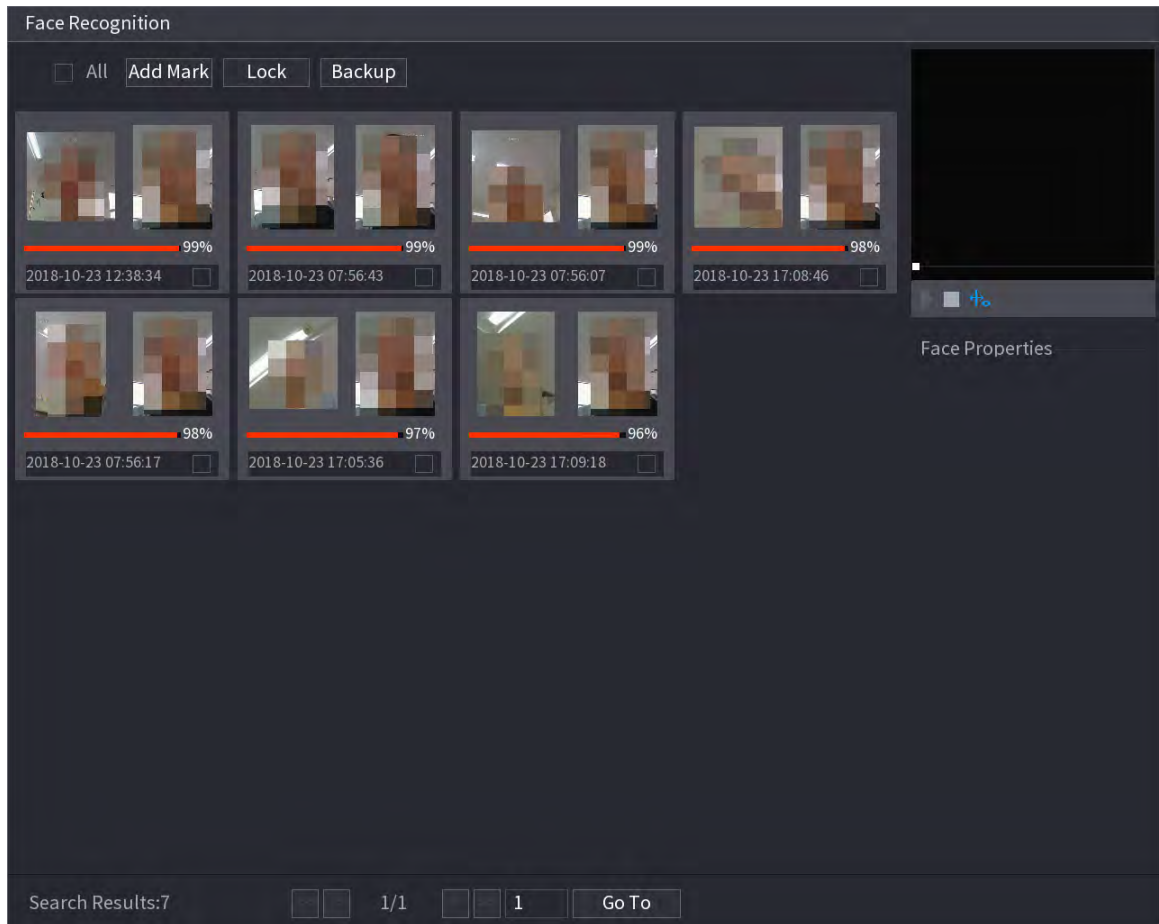 Face Recognition
All Add Mark Lock Backup
99% 99% 99% 98%
2018-10-23 12:38:34 2018-10-23 07:56:43 2018-10-23 07:56:07 2018-10-23 17:08:46
Face Properties
98% 97% 96%
2018-10-23 07:56:17 2018-10-23 17:05:36 2018-10-23 17:09:18
Search Results:7 1/1 1 Go To